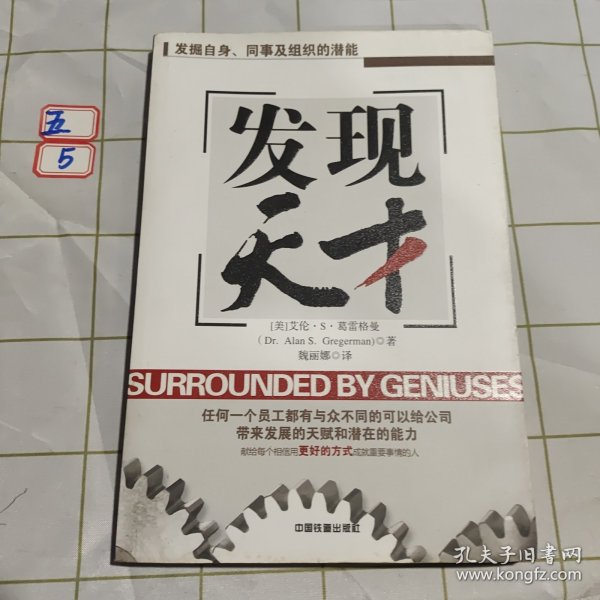 发掘自身、同事及组织的潜能
五
5
发现
天才
[美]艾伦·S·葛雷格曼
(Dr. Alan S. Gregerman)◎著
魏丽娜◎译
SURROUNDED BY GENIUSES
任何一个员工都有与众不同的可以给公司
带来发展的天赋和潜在的能力
献给每个相信用更好的方式成就重要事情的人
中国铁道出版社
孔夫子旧书网
www.kongfz.com